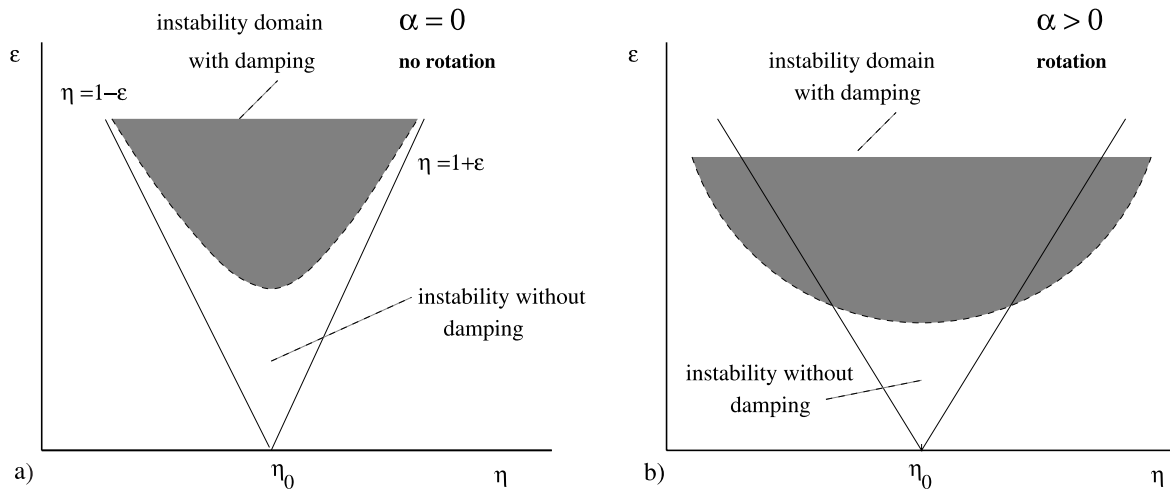 instability domain
with damping
α = 0
no rotation
ε
η = 1−ε
η = 1+ε
instability without
damping
a)
η0
η
α > 0
rotation
ε
instability domain
with damping
instability without
damping
b)
η0
η